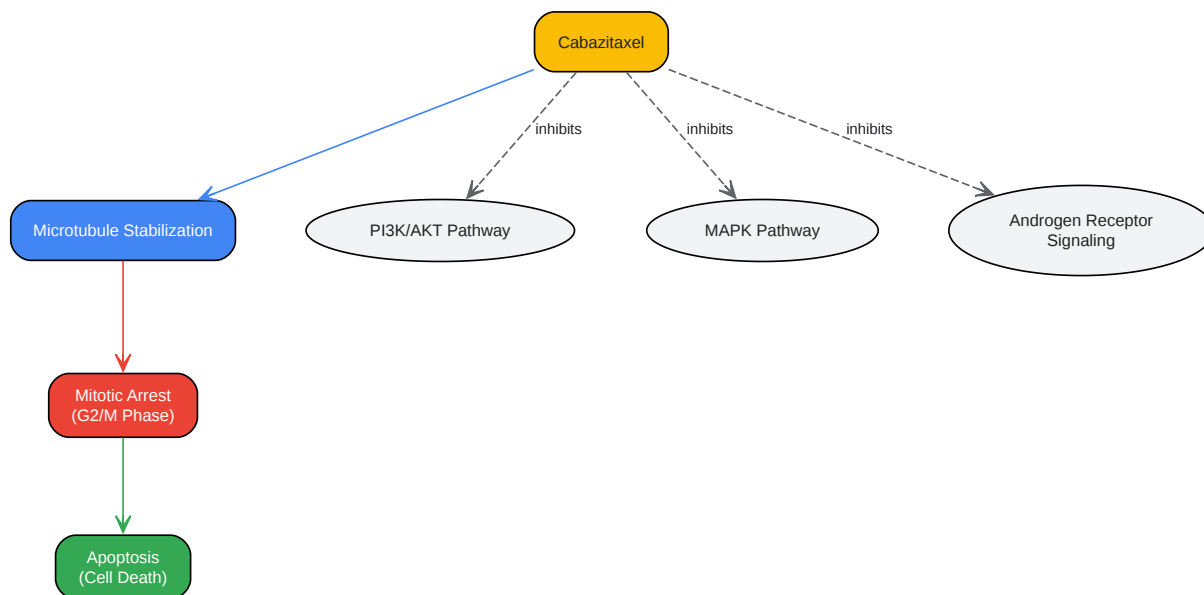 Cabazitaxel
inhibits
inhibits
inhibits
Microtubule Stabilization
PI3K/AKT Pathway
MAPK Pathway
Androgen Receptor
Signaling
Mitotic Arrest
(G2/M Phase)
Apoptosis
(Cell Death)